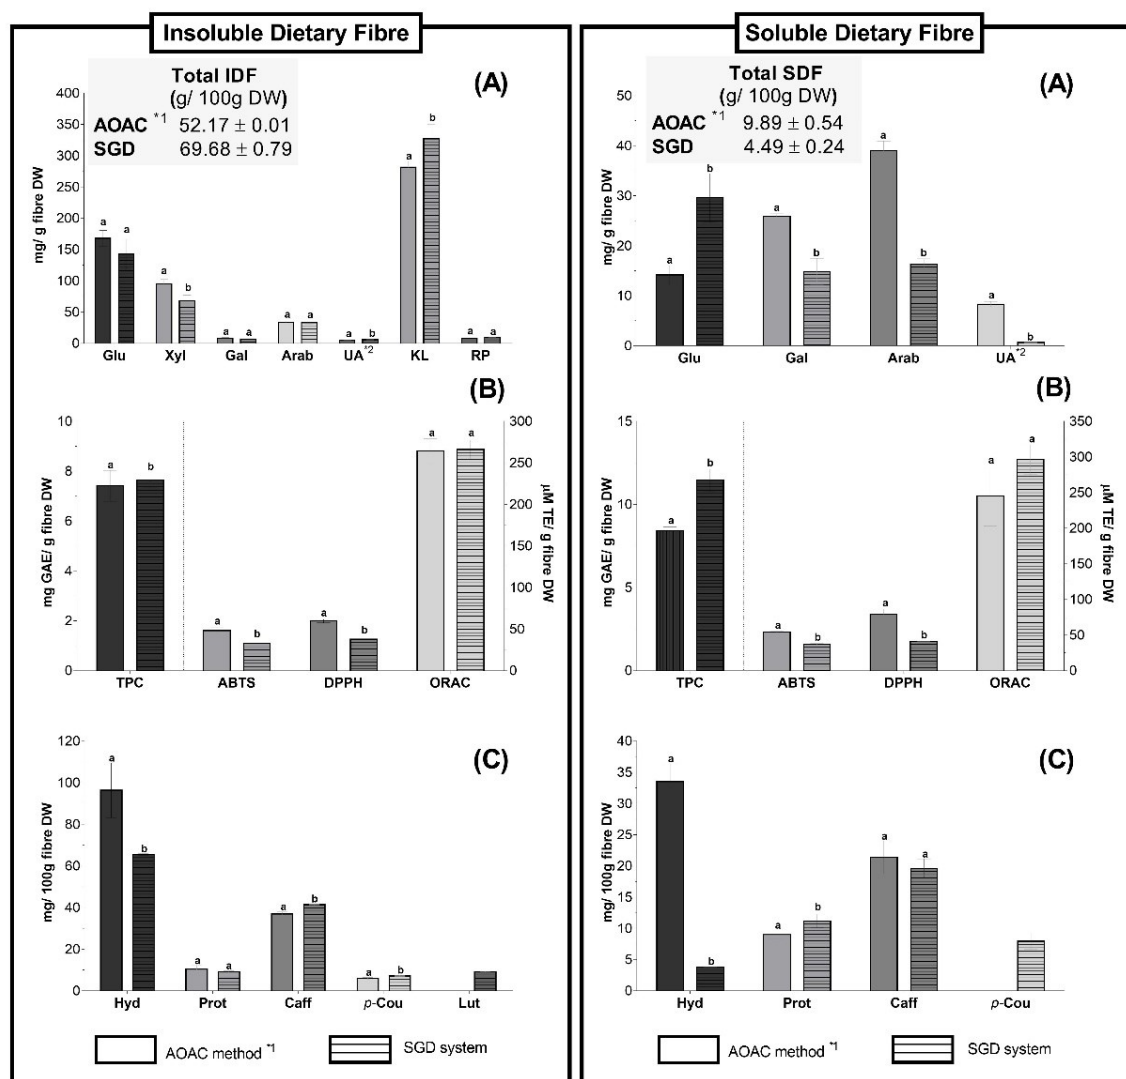 Insoluble Dietary Fibre
Total IDF
(g/ 100g DW)
AOAC *1 52.17 ± 0.01
SGD 69.68 ± 0.79
(A)
mg/ g fibre DW
400
350
300
250
200
150
100
50
0
a a a b a a a a a b a b a a
Glu Xyl Gal Arab UA*2 KL RP
(B)
mg GAE/ g fibre DW
10
8
6
4
2
0
a b a b a b a a
300
250
200
150
100
50
0
µM TE/ g fibre DW
TPC ABTS DPPH ORAC
(C)
mg/ 100g fibre DW
120
100
80
60
40
20
0
a b a a a b a b
Hyd Prot Caff p-Cou Lut
AOAC method *1 SGD system
Soluble Dietary Fibre
Total SDF
(g/ 100g DW)
AOAC *1 9.89 ± 0.54
SGD 4.49 ± 0.24
(A)
mg/ g fibre DW
50
40
30
20
10
0
a b a b a b a b
Glu Gal Arab UA*2
(B)
mg GAE/ g fibre DW
15
10
5
0
a b a b a b a a
350
300
250
200
150
100
50
0
µM TE/ g fibre DW
TPC ABTS DPPH ORAC
(C)
mg/ 100g fibre DW
40
35
30
25
20
15
10
5
0
a b a b a a
Hyd Prot Caff p-Cou
AOAC method *1 SGD system